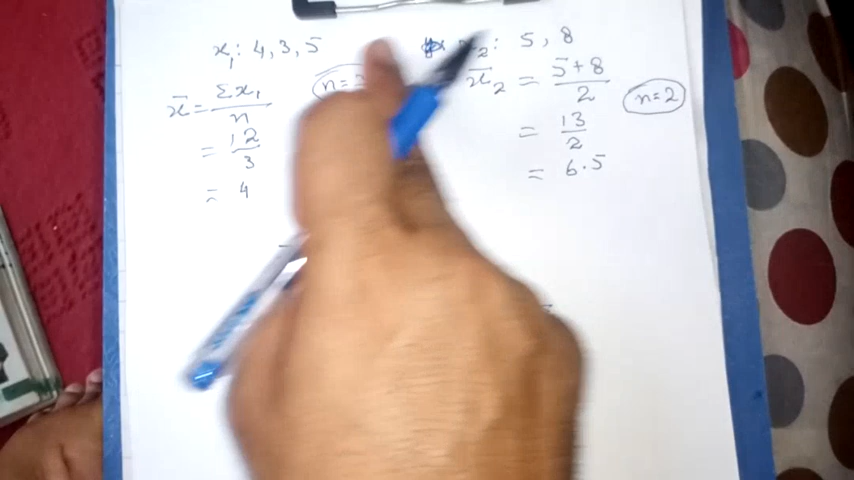 x₁: 4, 3, 5
x̄ = Σx₁/n
= 12/3
= 4
₂: 5, 8
x̄₂ = 5+8/2
n=2
= 13/2
= 6.5